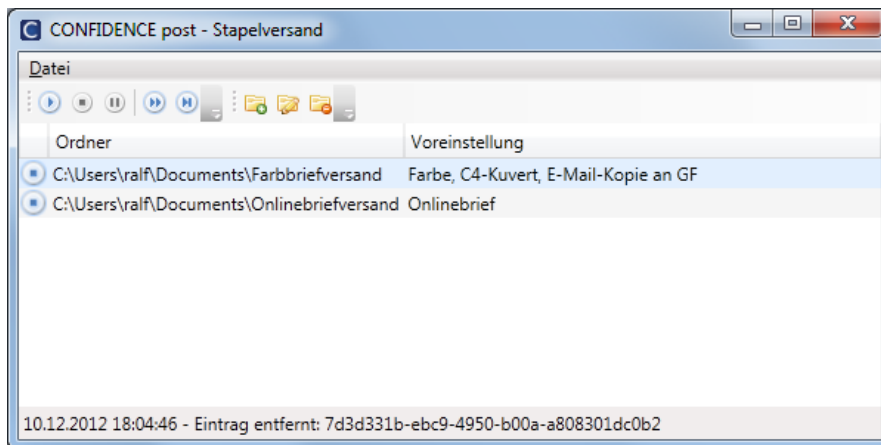 CONFIDENCE post - Stapelversand
Datei
Ordner Voreinstellung
C:\Users\ralf\Documents\Farbbriefversand Farbe, C4-Kuvert, E-Mail-Kopie an GF
C:\Users\ralf\Documents\Onlinebriefversand Onlinebrief
10.12.2012 18:04:46 - Eintrag entfernt: 7d3d331b-ebc9-4950-b00a-a808301dc0b2